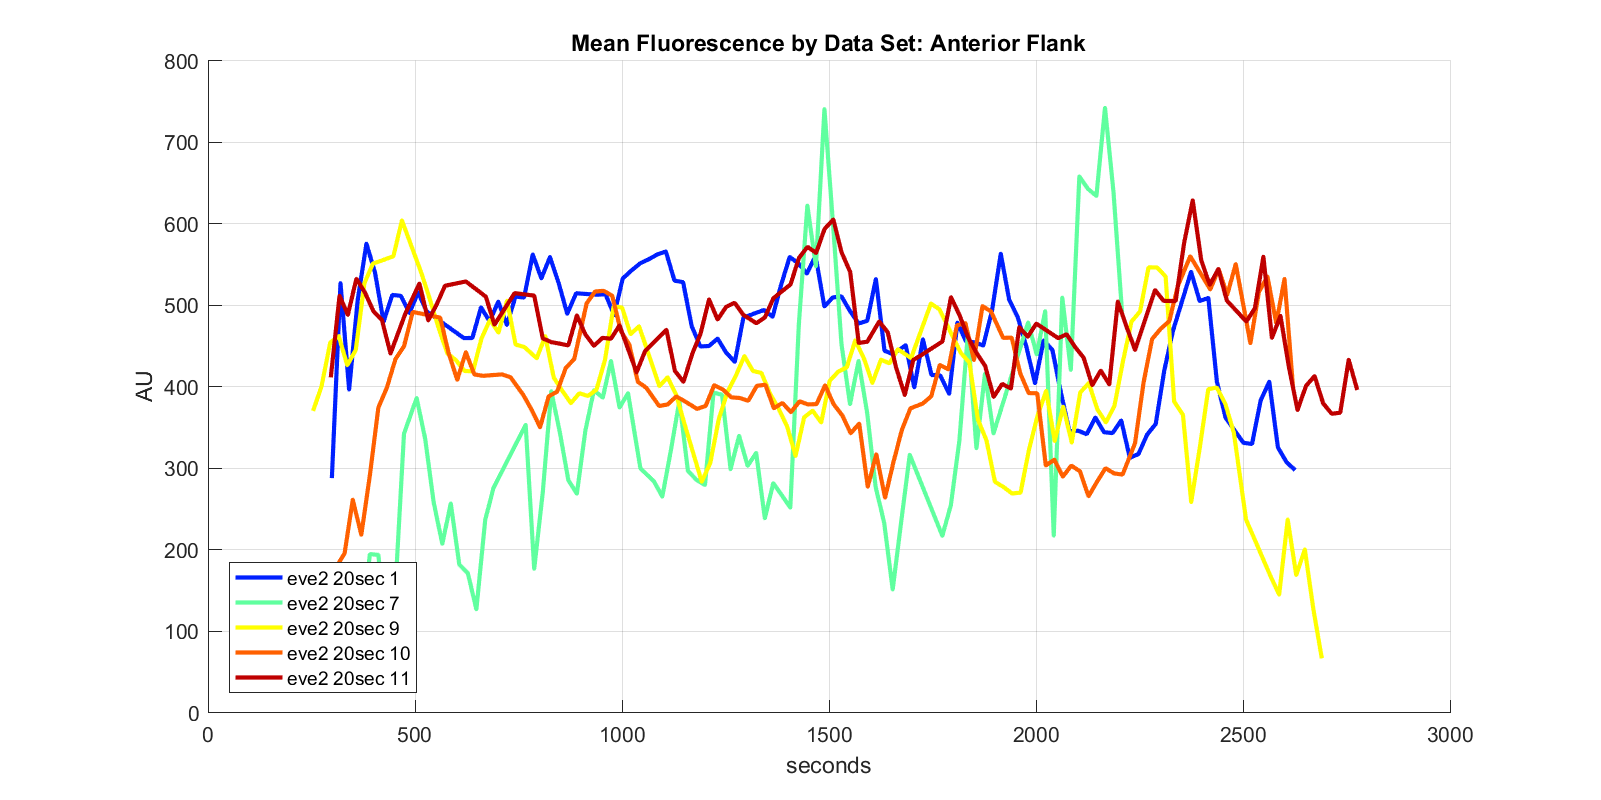 Mean Fluorescence by Data Set: Anterior Flank
800
700
600
500
400
300
200
100
0
AU
eve2 20sec 1
eve2 20sec 7
eve2 20sec 9
eve2 20sec 10
eve2 20sec 11
0 500 1000 1500 2000 2500 3000
seconds